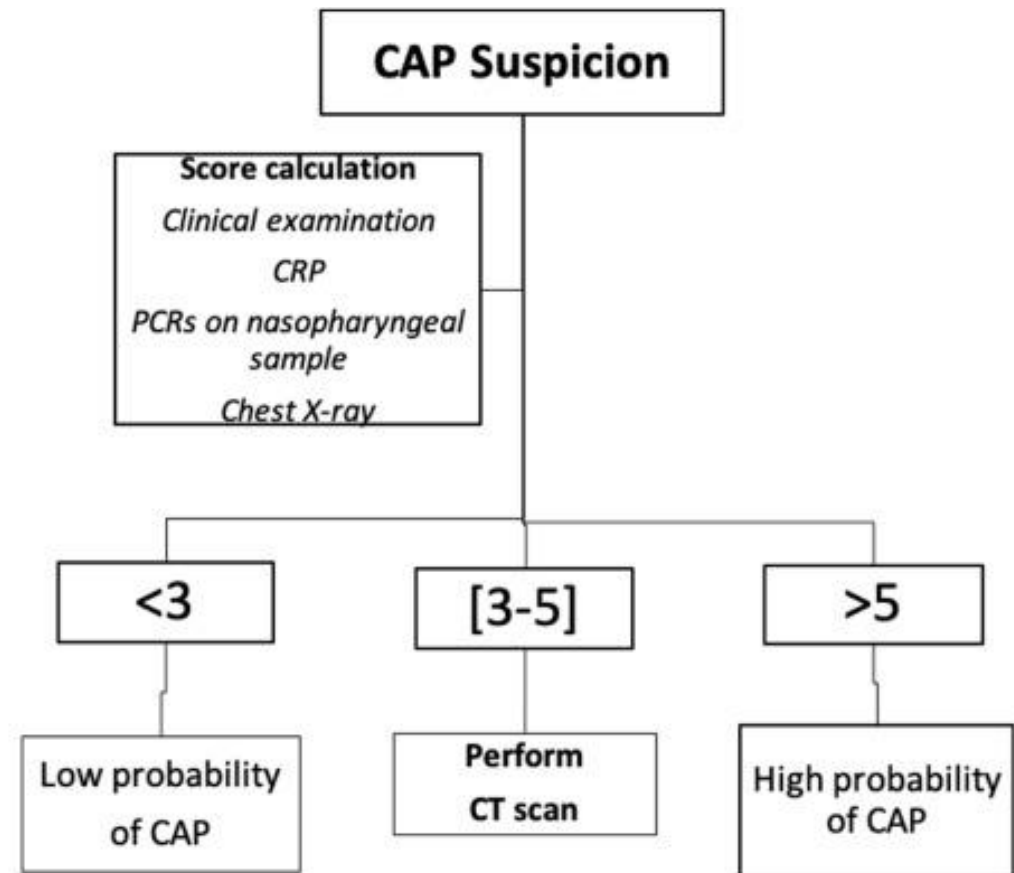 CAP Suspicion
Score calculation
Clinical examination
CRP
PCRs on nasopharyngeal
sample
Chest X-ray
<3
[3-5]
>5
Low probability
of CAP
Perform
CT scan
High probability
of CAP